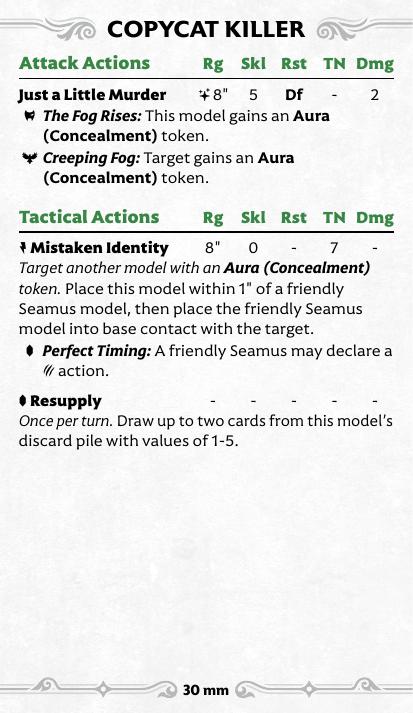 COPYCAT KILLER
Attack Actions Rg Skl Rst TN Dmg
Just a Little Murder 8" 5 Df - 2
The Fog Rises: This model gains an Aura
(Concealment) token.
Creeping Fog: Target gains an Aura
(Concealment) token.
Tactical Actions Rg Skl Rst TN Dmg
Mistaken Identity 8" 0 - 7 -
Target another model with an Aura (Concealment)
token. Place this model within 1" of a friendly
Seamus model, then place the friendly Seamus
model into base contact with the target.
Perfect Timing: A friendly Seamus may declare a
action.
Resupply - - - - -
Once per turn. Draw up to two cards from this model's
discard pile with values of 1-5.
30 mm